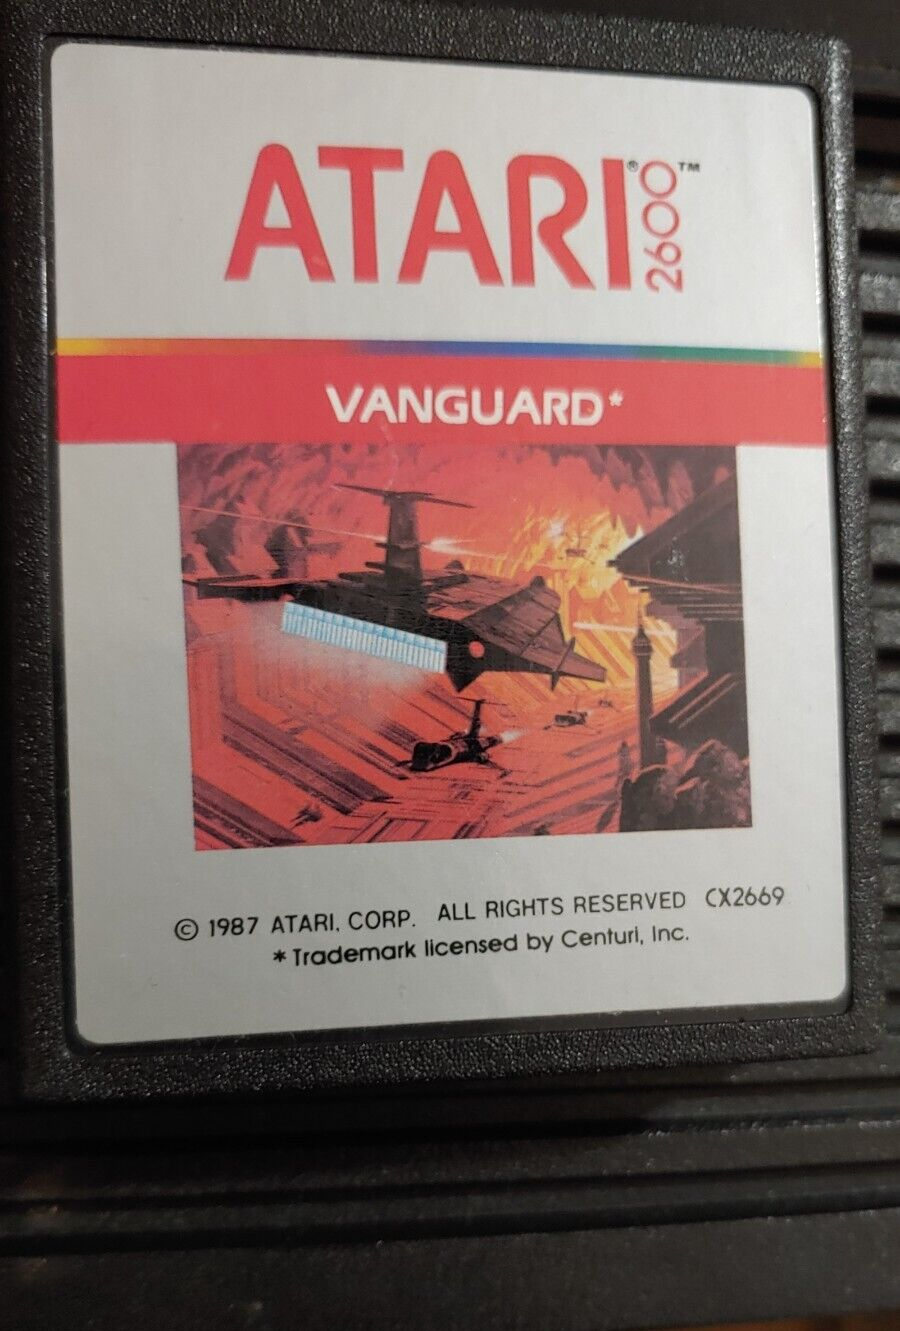 ATARI® 2600™
VANGUARD*
© 1987 ATARI. CORP. ALL RIGHTS RESERVED CX2669
*Trademark licensed by Centuri, Inc.